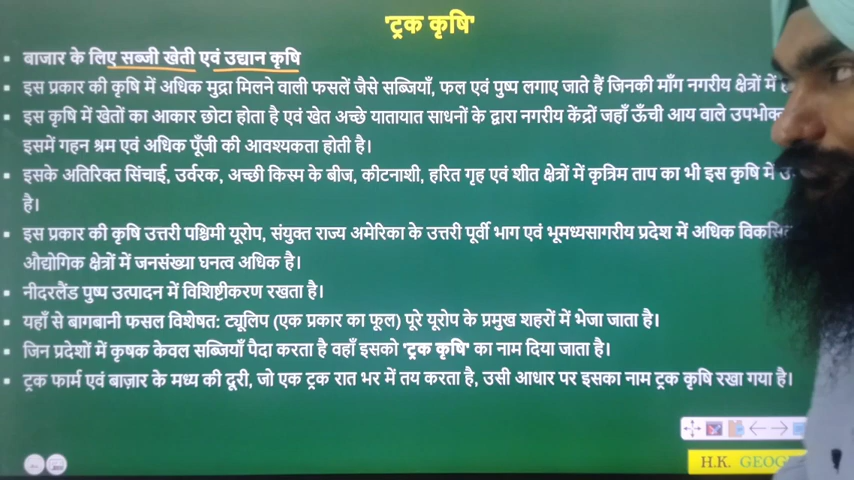 'ट्रक कृषि'
बाजार के लिए सब्जी खेती एवं उद्यान कृषि
इस प्रकार की कृषि में अधिक मुद्रा मिलने वाली फसलें जैसे सब्जियाँ, फल एवं पुष्प लगाए जाते हैं जिनकी माँग नगरीय क्षेत्रों में
इस कृषि में खेतों का आकार छोटा होता है एवं खेत अच्छे यातायात साधनों के द्वारा नगरीय केंद्रों जहाँ ऊँची आय वाले
इसमें गहन श्रम एवं अधिक पूँजी की आवश्यकता होती है।
इसके अतिरिक्त सिंचाई, उर्वरक, अच्छी किस्म के बीज, कीटनाशी, हरित गृह एवं शीत क्षेत्रों में कृत्रिम ताप का भी इस कृषि में
है।
इस प्रकार की कृषि उत्तरी पश्चिमी यूरोप, संयुक्त राज्य अमेरिका के उत्तरी पूर्वी भाग एवं भूमध्यसागरीय प्रदेश में अधिक
औद्योगिक क्षेत्रों में जनसंख्या घनत्व अधिक है।
नीदरलैंड पुष्प उत्पादन में विशिष्टीकरण रखता है।
यहाँ से बागबानी फसल विशेषत: ट्यूलिप (एक प्रकार का फूल) पूरे यूरोप के प्रमुख शहरों में भेजा जाता है।
जिन प्रदेशों में कृषक केवल सब्जियाँ पैदा करता है वहाँ इसको 'ट्रक कृषि' का नाम दिया जाता है।
ट्रक फार्म एवं बाज़ार के मध्य की दूरी, जो एक ट्रक रात भर में तय करता है, उसी आधार पर इसका नाम ट्रक कृषि रखा गया है।
H.K. GEOG